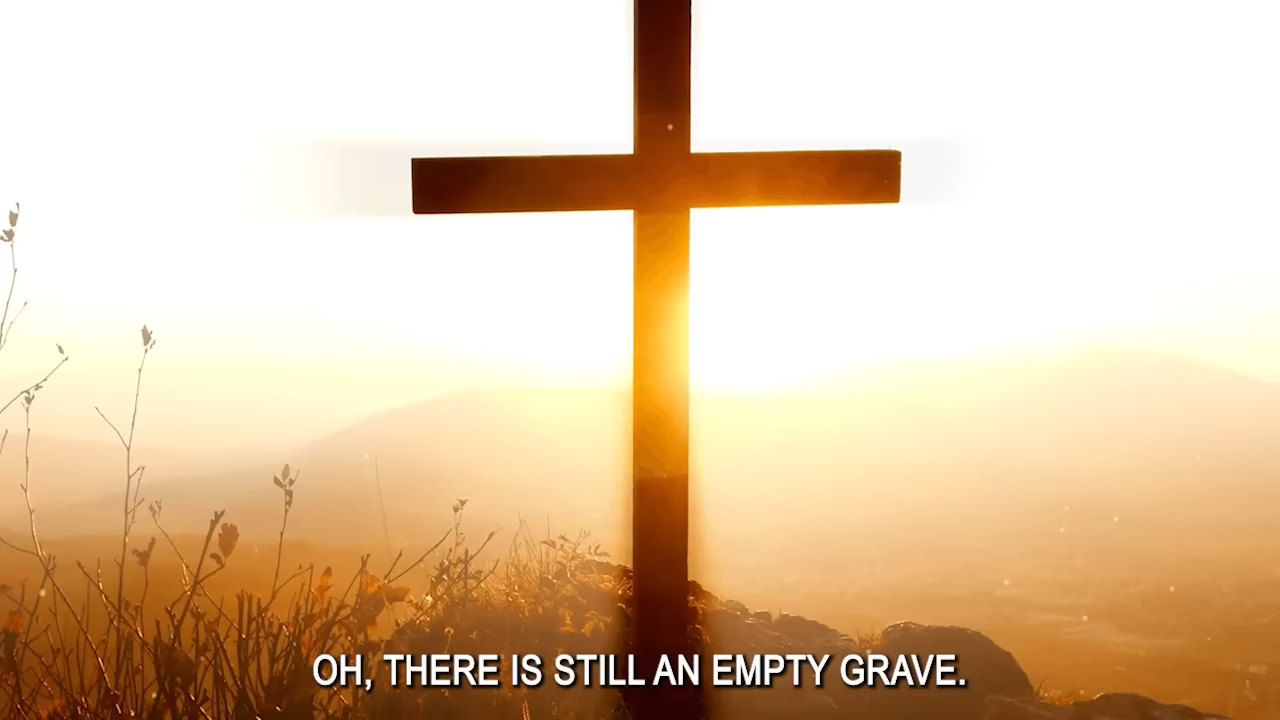 OH, THERE IS STILL AN EMPTY GRAVE.